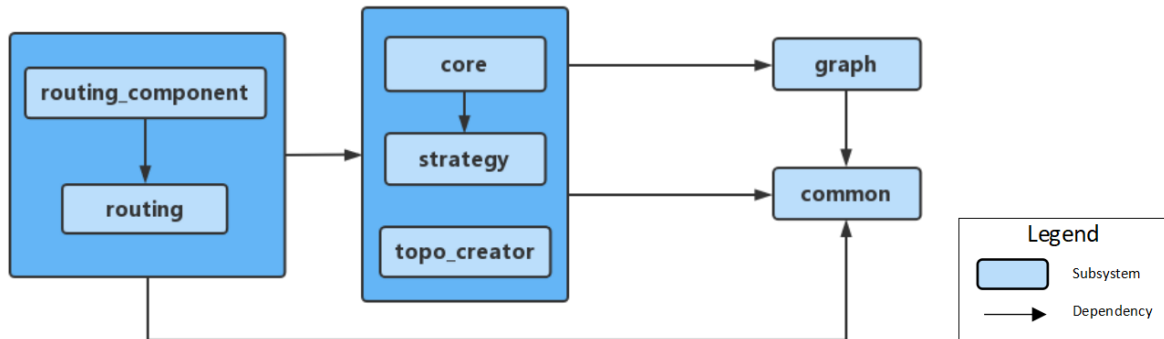 routing_component
routing
core
strategy
topo_creator
graph
common
Legend
Subsystem
Dependency